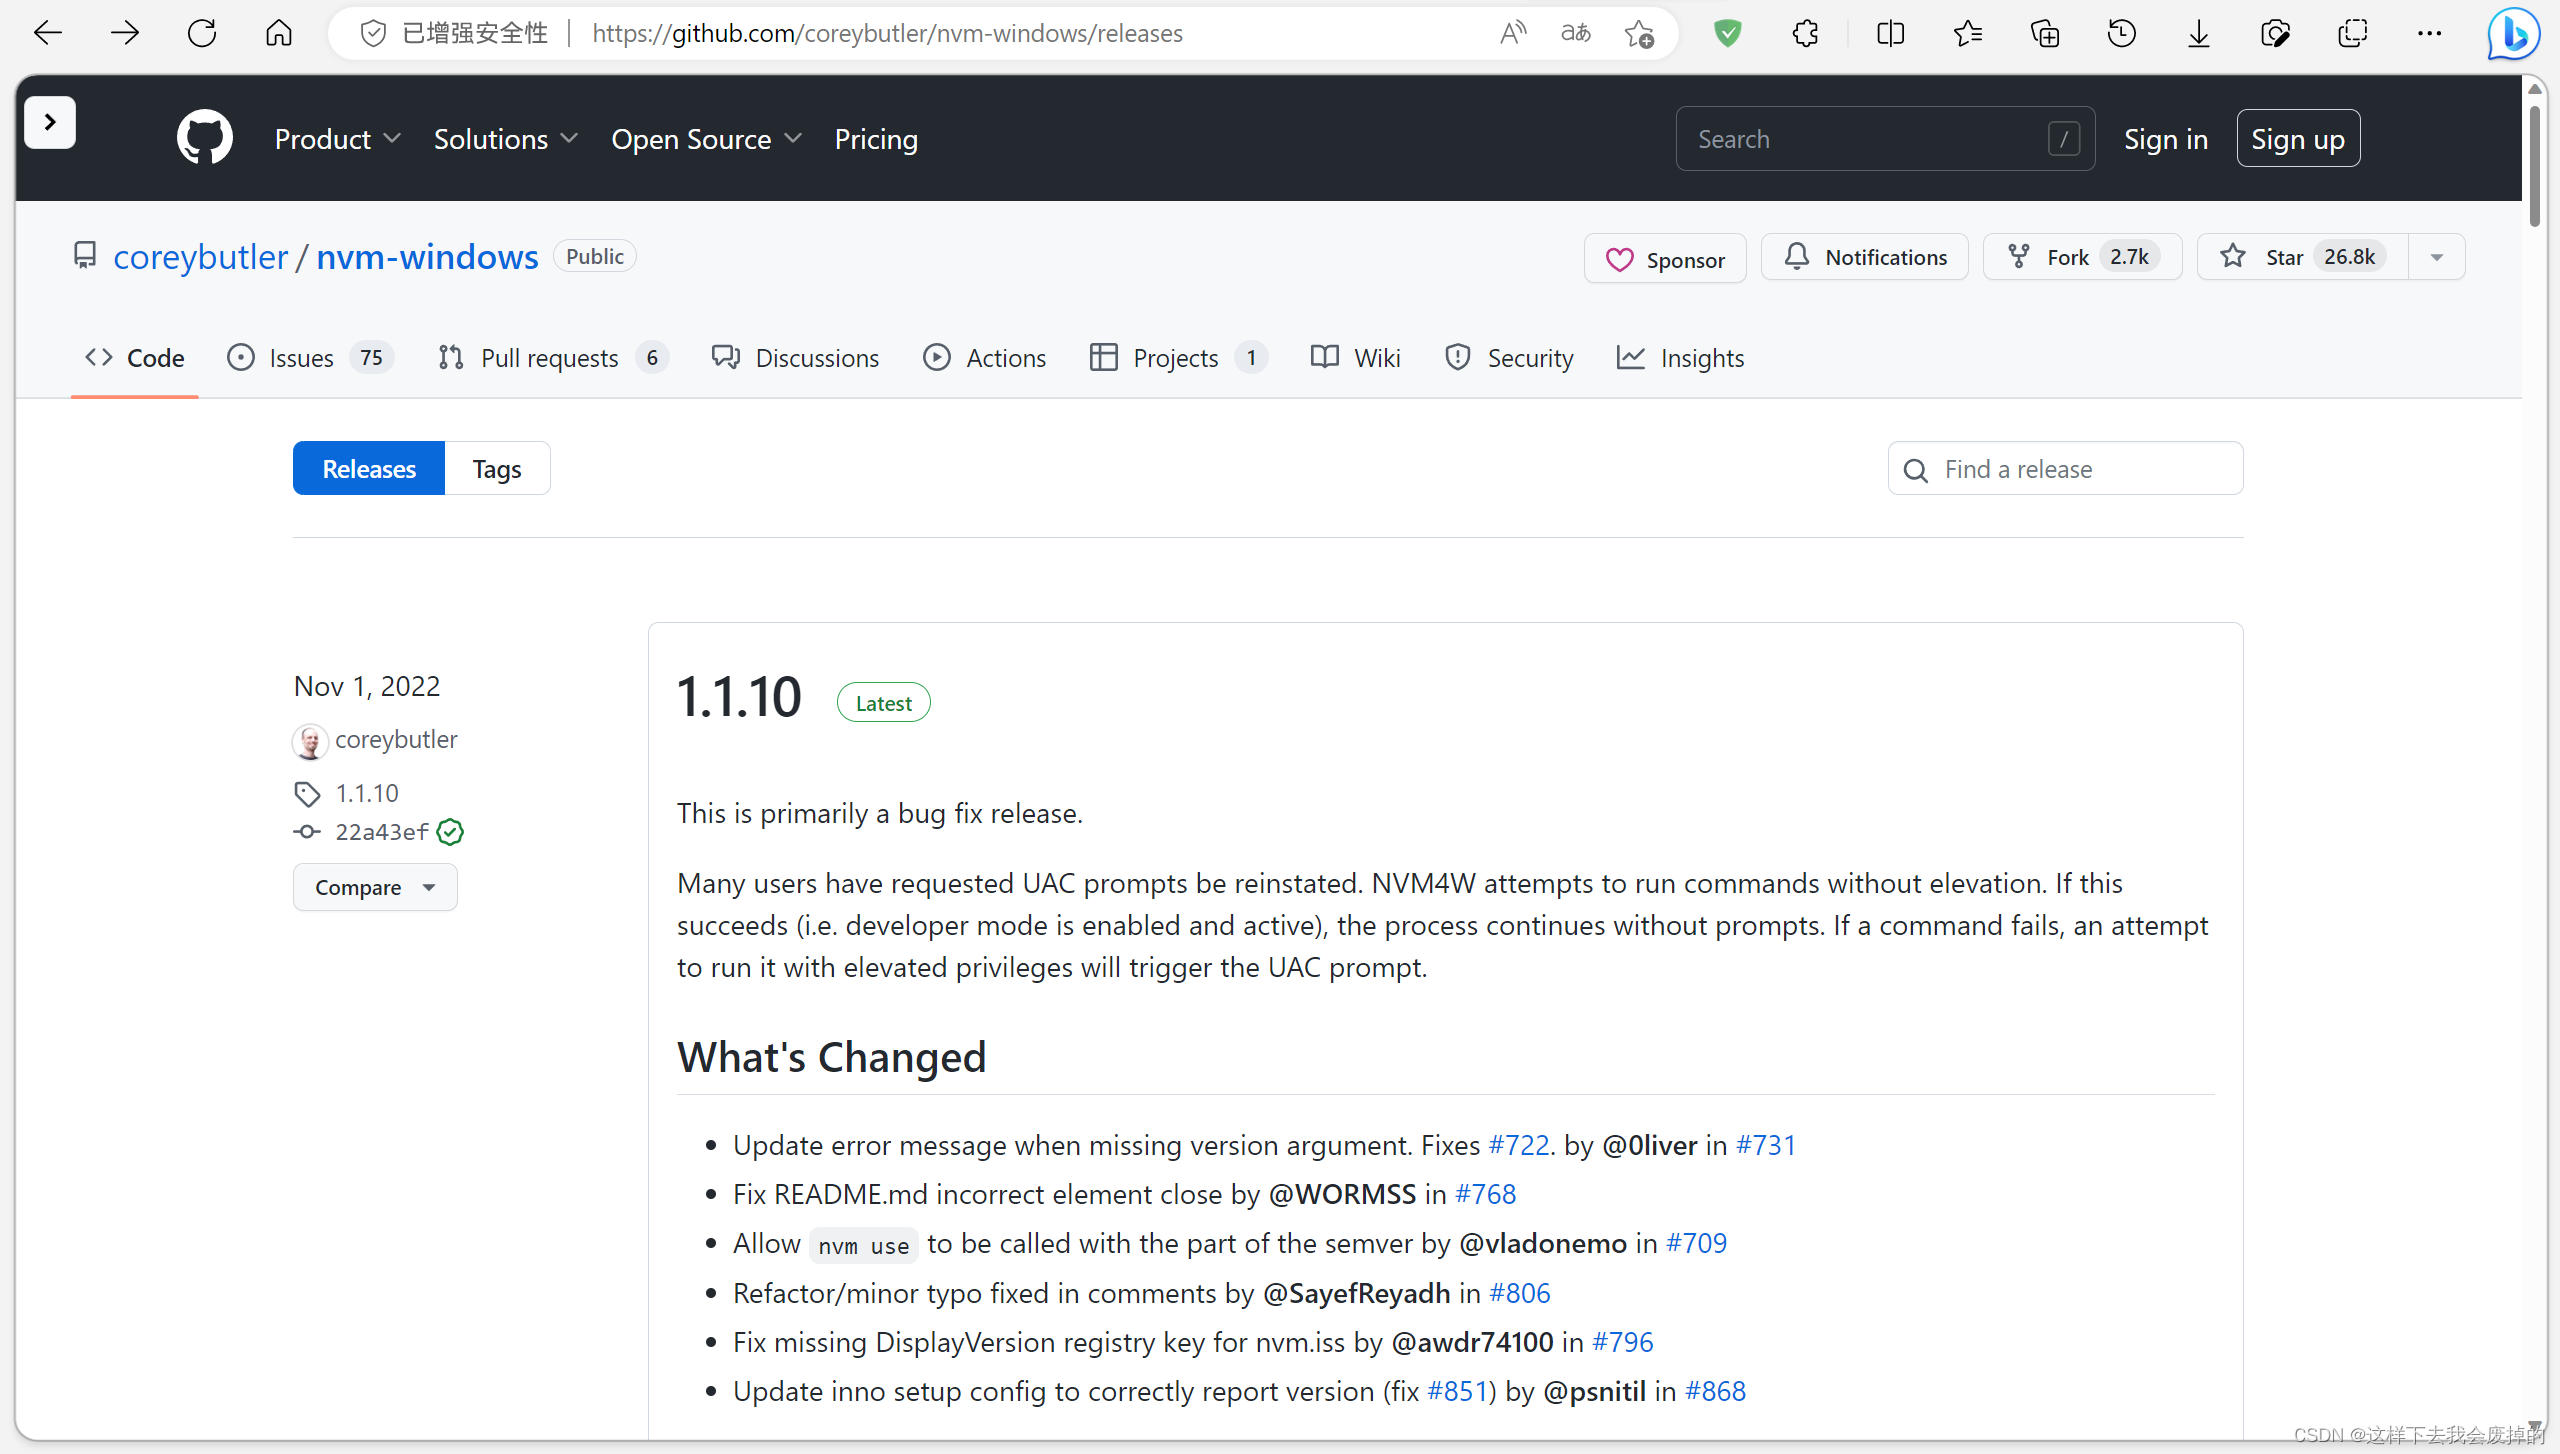 已增强安全性 https://github.com/coreybutler/nvm-windows/releases
Product Solutions Open Source Pricing Search / Sign in Sign up
coreybutler / nvm-windows Public Sponsor Notifications Fork 2.7k Star 26.8k
Code Issues 75 Pull requests 6 Discussions Actions Projects 1 Wiki Security Insights
Releases Tags Find a release
Nov 1, 2022
coreybutler
1.1.10
22a43ef
Compare
1.1.10 Latest
This is primarily a bug fix release.
Many users have requested UAC prompts be reinstated. NVM4W attempts to run commands without elevation. If this
succeeds (i.e. developer mode is enabled and active), the process continues without prompts. If a command fails, an attempt
to run it with elevated privileges will trigger the UAC prompt.
What's Changed
• Update error message when missing version argument. Fixes #722. by @0liver in #731
• Fix README.md incorrect element close by @WORMSS in #768
• Allow nvm use to be called with the part of the semver by @vladonemo in #709
• Refactor/minor typo fixed in comments by @SayefReyadh in #806
• Fix missing DisplayVersion registry key for nvm.iss by @awdr74100 in #796
• Update inno setup config to correctly report version (fix #851) by @psnitil in #868
CSDN @这样下去我会废掉的